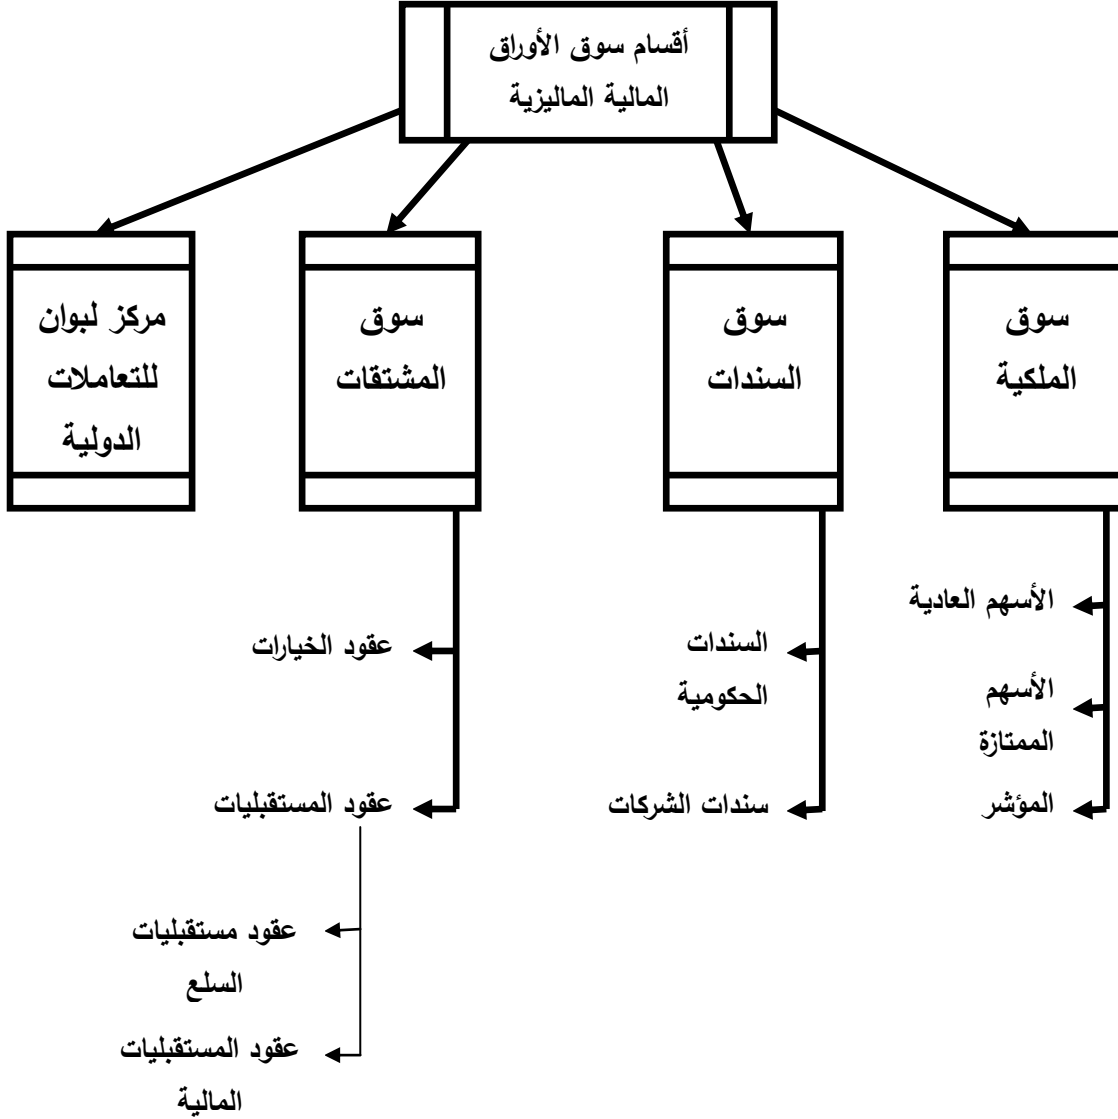 أقسام سوق الأوراق
المالية الماليزية
سوق
الملكية
سوق
السندات
سوق
المشتقات
مركز لبوان
للتعاملات
الدولية
الأسهم العادية
الأسهم
الممتازة
المؤشر
السندات
الحكومية
سندات الشركات
عقود الخيارات
عقود المستقبليات
عقود مستقبليات
السلع
عقود المستقبليات
المالية